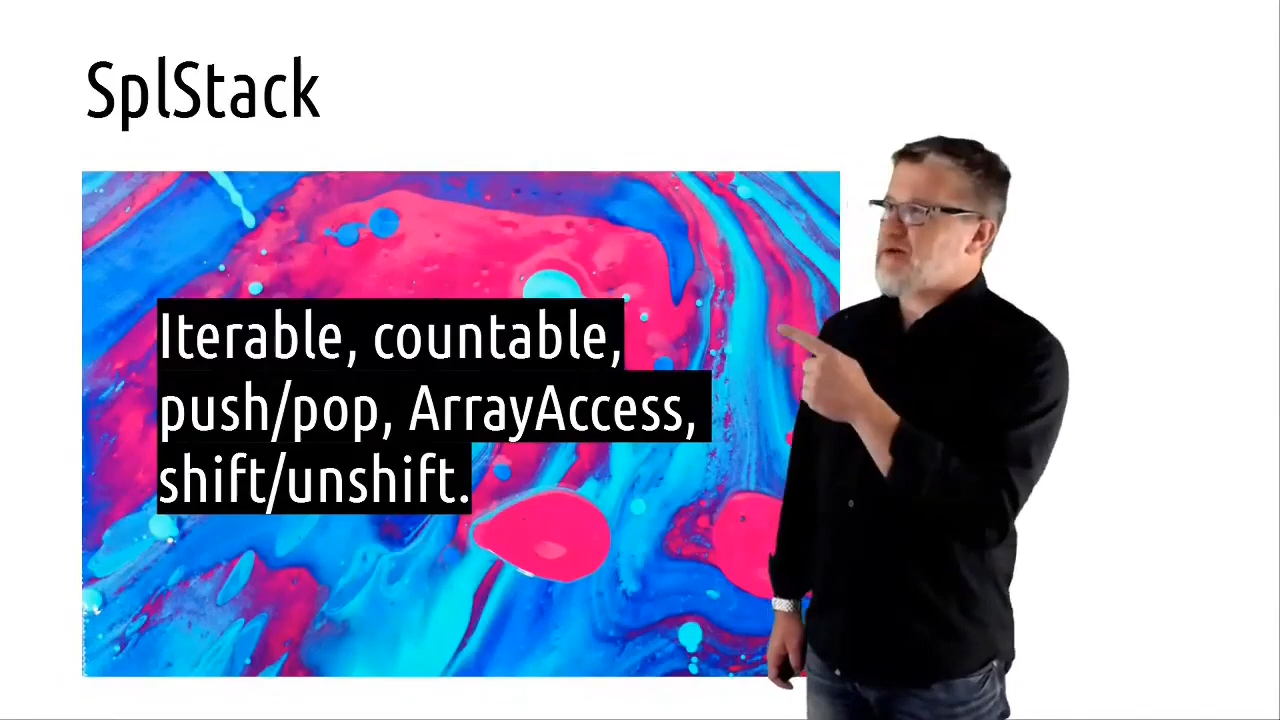 SplStack
Iterable, countable,
push/pop, ArrayAccess,
shift/unshift.